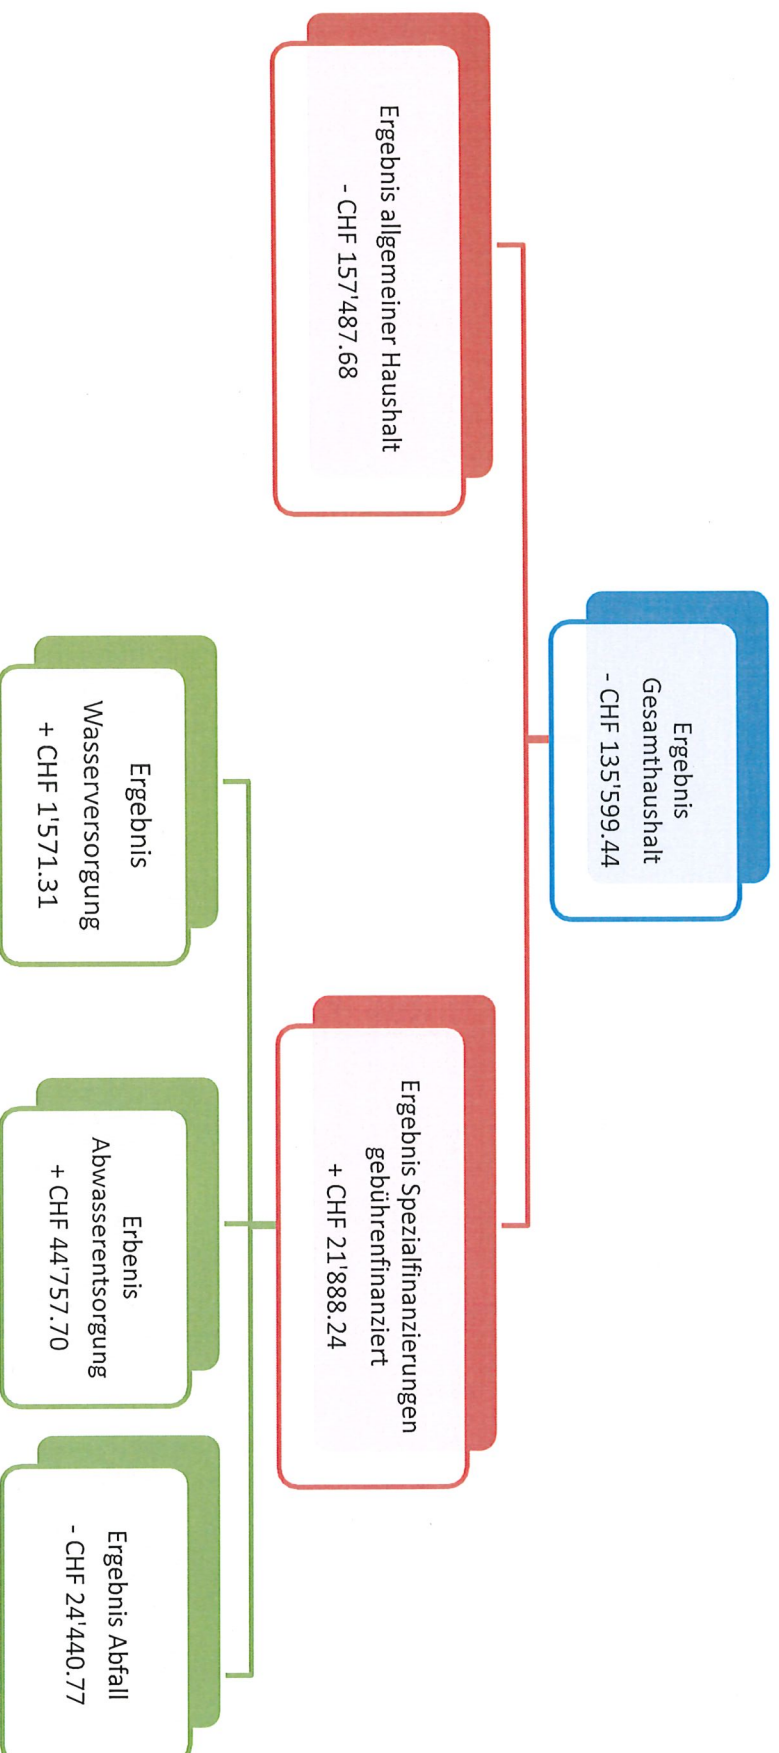 Ergebnis
Gesamthaushalt
- CHF 135'599.44
Ergebnis allgemeiner Haushalt
- CHF 157'487.68
Ergebnis Spezialfinanzierungen
gebührenfinanziert
+ CHF 21'888.24
Ergebnis
Wasserversorgung
+ CHF 1'571.31
Erbenis
Abwasserentsorgung
+ CHF 44'757.70
Ergebnis Abfall
- CHF 24'440.77